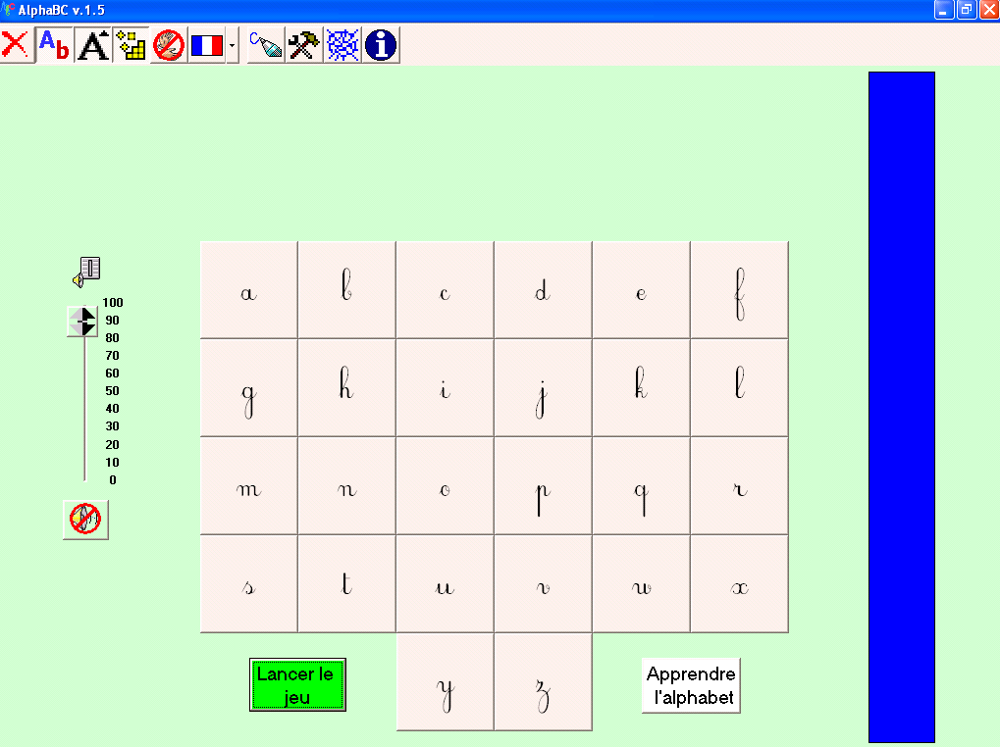 AlphaBC v.1.5
Ab A
100
90
80
70
60
50
40
30
20
10
0
a b c d e f
g h i j k l
m n o p q r
s t u v w x
y z
Lancer le
jeu
Apprendre
l'alphabet